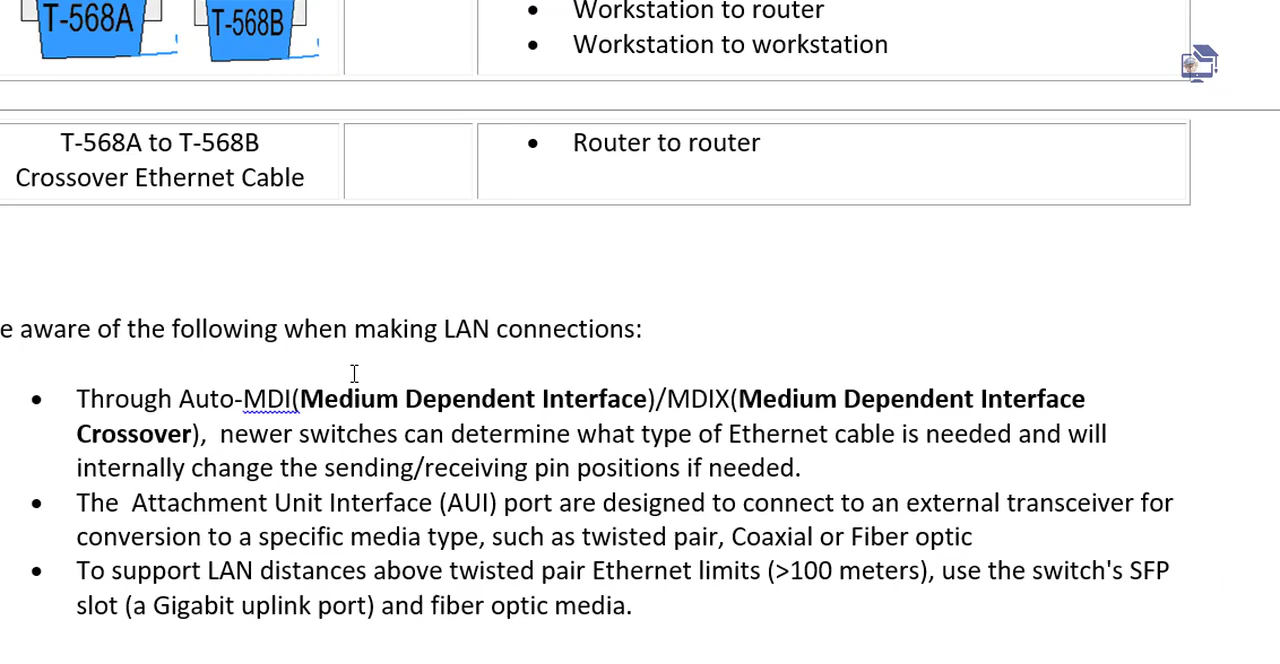 T-568A T-568B
• Workstation to router
• Workstation to workstation
T-568A to T-568B
Crossover Ethernet Cable
• Router to router
e aware of the following when making LAN connections:
• Through Auto-MDI(Medium Dependent Interface)/MDIX(Medium Dependent Interface
Crossover),  newer switches can determine what type of Ethernet cable is needed and will
internally change the sending/receiving pin positions if needed.
• The  Attachment Unit Interface (AUI) port are designed to connect to an external transceiver for
conversion to a specific media type, such as twisted pair, Coaxial or Fiber optic
• To support LAN distances above twisted pair Ethernet limits (>100 meters), use the switch's SFP
slot (a Gigabit uplink port) and fiber optic media.